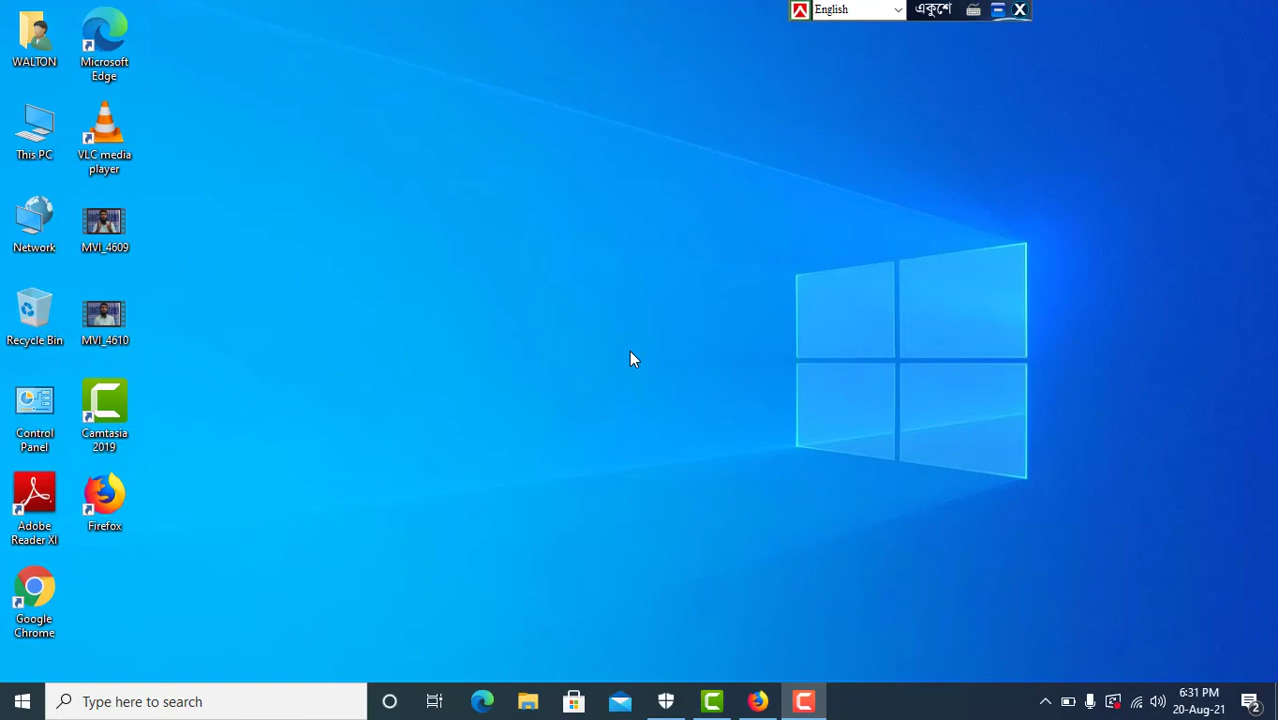 English
একুশে
X
WALTON
Microsoft
Edge
This PC
VLC media
player
Network
MVI_4609
Recycle Bin
MVI_4610
Control
Panel
Camtasia
2019
Adobe
Reader XI
Firefox
Google
Chrome
Type here to search
6:31 PM
20-Aug-21
2